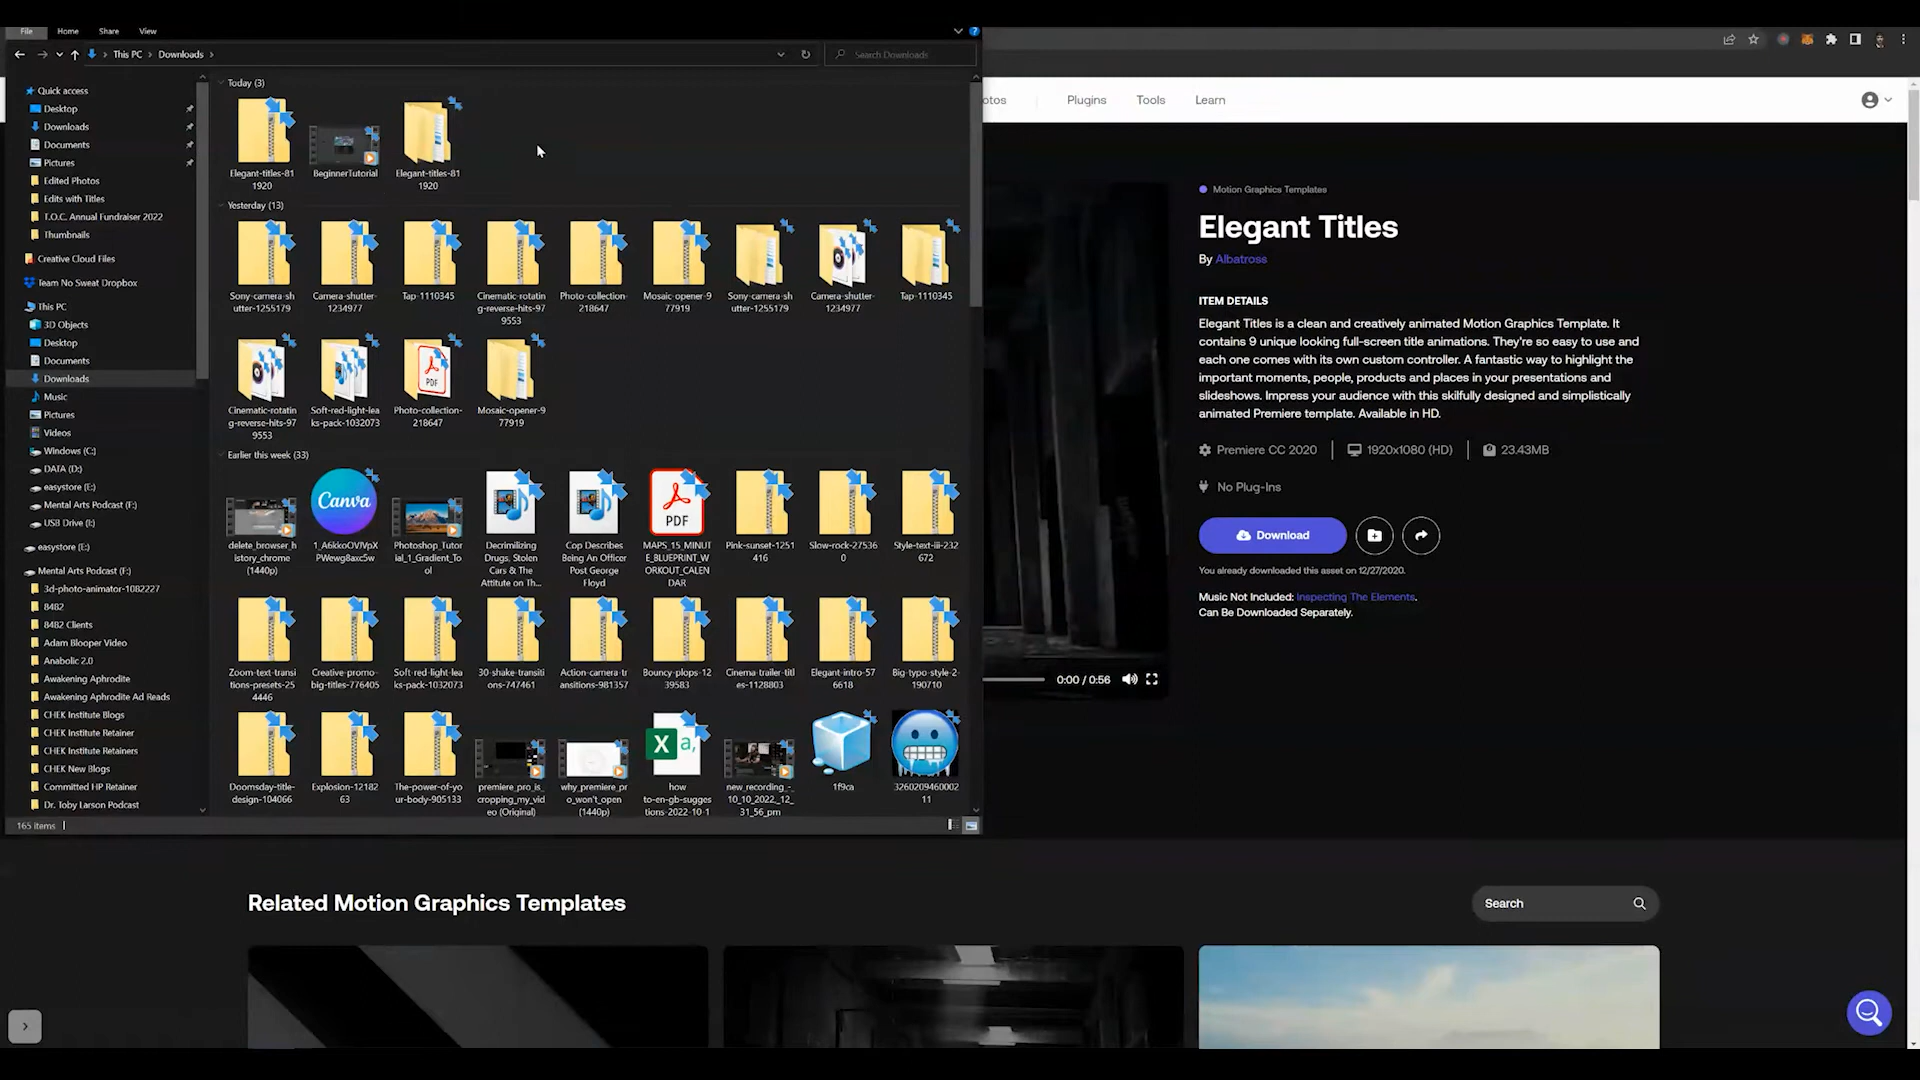 File
Home
Share
View
This PC
Downloads
Search Downloads
Quick access
Desktop
Downloads
Documents
Pictures
Edited Photos
Edits with Titles
T.O.C. Annual Fundraiser 2022
Thumbnails
Creative Cloud Files
Team No Sweat Dropbox
This PC
3D Objects
Desktop
Documents
Downloads
Music
Pictures
Videos
Windows (C:)
DATA (D:)
easystore (E:)
Mental Arts Podcast (F:)
USB Drive (I:)
easystore (E:)
Mental Arts Podcast (F:)
3d-photo-animator-1082227
8482
8482 Clients
Adam Blooper Video
Anabolic 2.0
Awakening Aphrodite
Awakening Aphrodite Ad Reads
CHEK Institute Blogs
CHEK Institute Retainer
CHEK Institute Retainers
CHEK New Blogs
Committed HP Retainer
Dr. Toby Larson Podcast
165 items
Today (3)
Elegant-titles-81
1920
BeginnerTutorial
Elegant-titles-81
1920
Yesterday (13)
Sony-camera-sh
utter-1255179
Camera-shutter-
1234977
Tap-1110345
Cinematic-rotatin
g-reverse-hits-97
9553
Photo-collection-
218647
Mosaic-opener-9
77919
Sony-camera-sh
utter-1255179
Camera-shutter-
1234977
Tap-1110345
Cinematic-rotatin
g-reverse-hits-97
9553
Soft-red-light-lea
ks-pack-1032073
PDF
Photo-collection-
218647
Mosaic-opener-9
77919
Earlier this week (33)
delete_browser_h
istory_chrome
(1440p)
Canva
1_A6kkoOVJVpX
PWewg8axc5w
Photoshop_Tutor
ial_1_Gradient_To
ol
Decrimilizing
Drugs, Stolen
Cars & The
Attitute on Th...
Cop Describes
Being An Officer
Post George
Floyd
PDF
MAPS_15_MINUT
E_BLUEPRINT_W
ORKOUT_CALEN
DAR
Pink-sunset-1251
416
Slow-rock-27536
0
Style-text-iii-232
672
Zoom-text-transi
tions-presets-25
4446
Creative-promo-
big-titles-776405
Soft-red-light-lea
ks-pack-1032073
30-shake-transiti
ons-747461
Action-camera-tr
ansitions-981357
Bouncy-plops-12
39583
Cinema-trailer-titl
es-1128803
Elegant-intro-57
6618
Big-typo-style-2
-190710
Doomsday-title-
design-104066
Explosion-12182
63
The-power-of-yo
ur-body-905133
premiere_pro_is_
cropping_my_vid
eo (Original)
why_premiere_pr
o_won't_open
(1440p)
X a,
how
to-en-gb-sugges
tions-2022-10-1
new_recording_-_
10_10_2022,_12_
31_56_pm
1f9ca
3260209460002
11
otos
Plugins
Tools
Learn
Motion Graphics Templates
Elegant Titles
By Albatross
ITEM DETAILS
Elegant Titles is a clean and creatively animated Motion Graphics Template. It
contains 9 unique looking full-screen title animations. They're so easy to use and
each one comes with its own custom controller. A fantastic way to highlight the
important moments, people, products and places in your presentations and
slideshows. Impress your audience with this skilfully designed and simplistically
animated Premiere template. Available in HD.
Premiere CC 2020
1920x1080 (HD)
23.43MB
No Plug-Ins
Download
You already downloaded this asset on 12/27/2020.
Music Not Included: Inspecting The Elements.
Can Be Downloaded Separately.
0:00 / 0:56
Related Motion Graphics Templates
Search